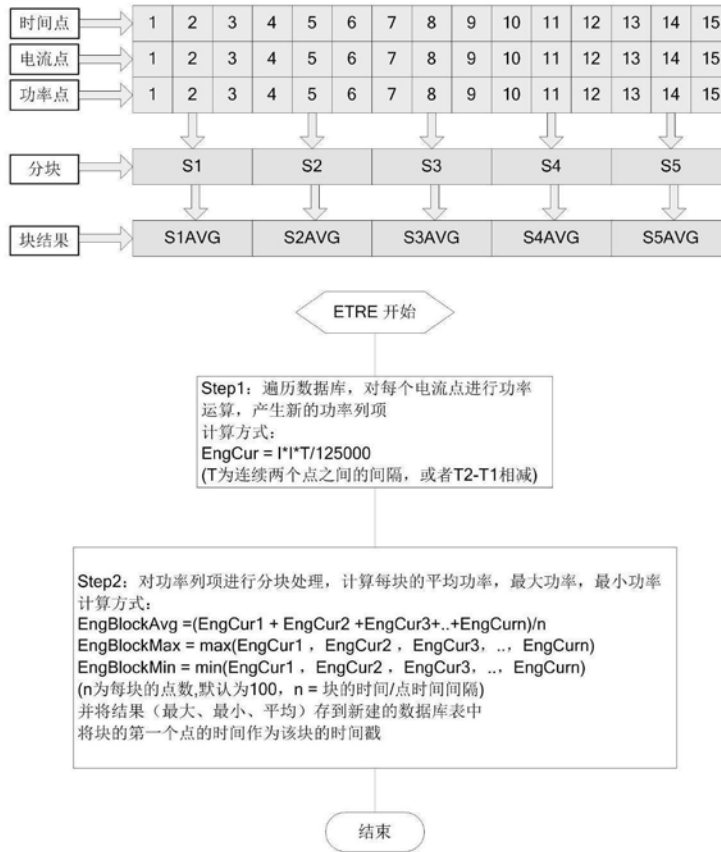 时间点 1 2 3 4 5 6 7 8 9 10 11 12 13 14 15
电流点 1 2 3 4 5 6 7 8 9 10 11 12 13 14 15
功率点 1 2 3 4 5 6 7 8 9 10 11 12 13 14 15
分块 S1 S2 S3 S4 S5
块结果 S1AVG S2AVG S3AVG S4AVG S5AVG
ETRE 开始
Step1：遍历数据库，对每个电流点进行功率
运算，产生新的功率列项
计算方式：
EngCur = I*I*T/125000
(T为连续两个点之间的间隔，或者T2-T1相减)
Step2：对功率列项进行分块处理，计算每块的平均功率，最大功率，最小功率
计算方式：
EngBlockAvg =(EngCur1 + EngCur2 +EngCur3+..+EngCurn)/n
EngBlockMax = max(EngCur1 ，EngCur2 ，EngCur3，..，EngCurn)
EngBlockMin = min(EngCur1 ，EngCur2 ，EngCur3，..，EngCurn)
(n为每块的点数,默认为100，n = 块的时间/点时间间隔)
并将结果（最大、最小、平均）存到新建的数据库表中
将块的第一个点的时间作为该块的时间戳
结束